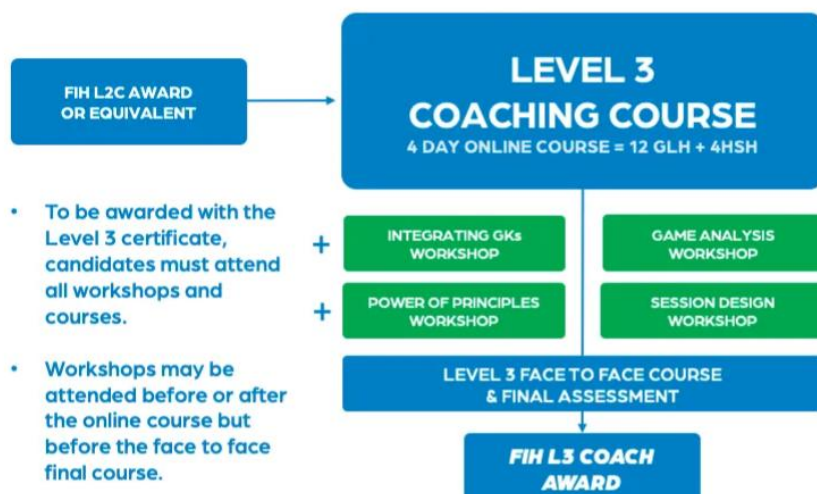 LEVEL 3
COACHING COURSE
4 DAY ONLINE COURSE = 12 GLH + 4HSH
FIH L2C AWARD
OR EQUIVALENT
• To be awarded with the
Level 3 certificate,
candidates must attend
all workshops and
courses.
• Workshops may be
attended before or after
the online course but
before the face to face
final course.
+
INTEGRATING GKs
WORKSHOP
GAME ANALYSIS
WORKSHOP
+
POWER OF PRINCIPLES
WORKSHOP
SESSION DESIGN
WORKSHOP
LEVEL 3 FACE TO FACE COURSE
& FINAL ASSESSMENT
FIH L3 COACH
AWARD